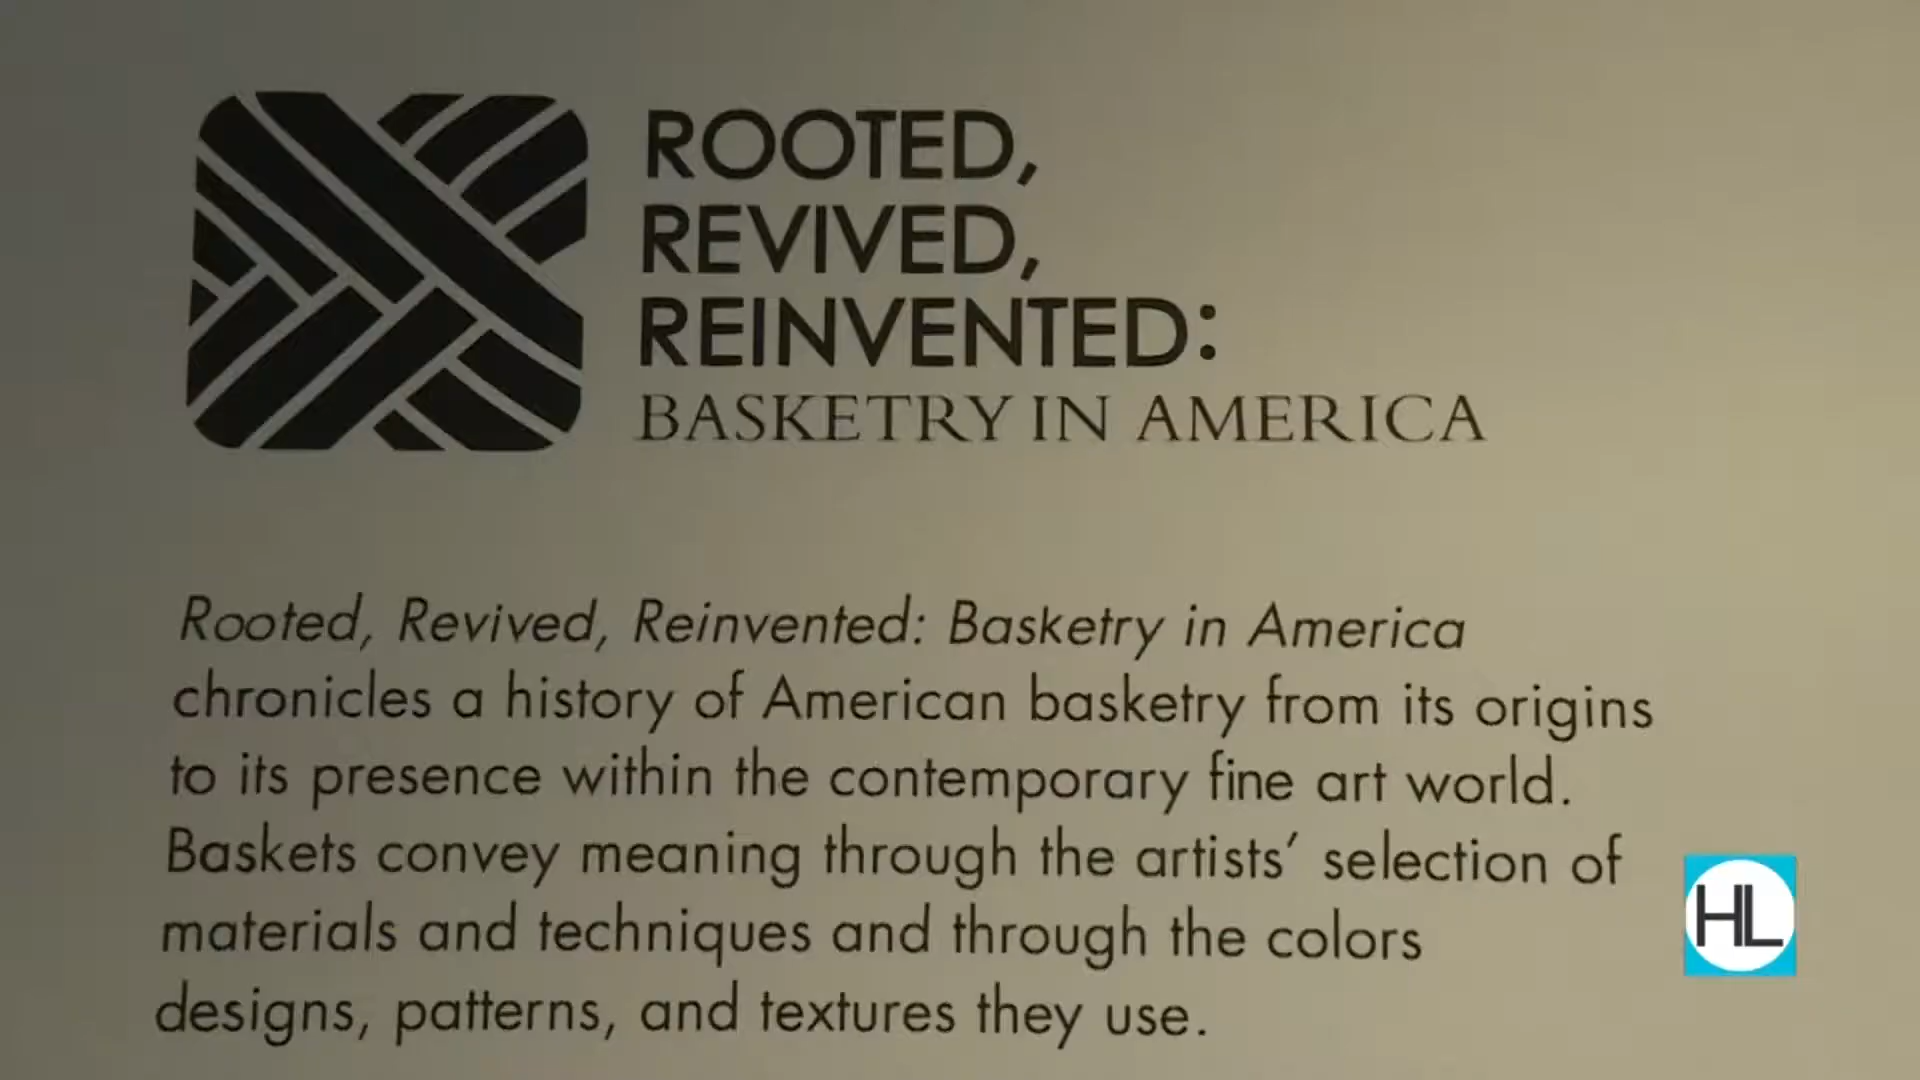 ROOTED,
REVIVED,
REINVENTED:
BASKETRY IN AMERICA
Rooted, Revived, Reinvented: Basketry in America
chronicles a history of American basketry from its origins
to its presence within the contemporary fine art world.
Baskets convey meaning through the artists’ selection of
materials and techniques and through the colors
designs, patterns, and textures they use.
HL